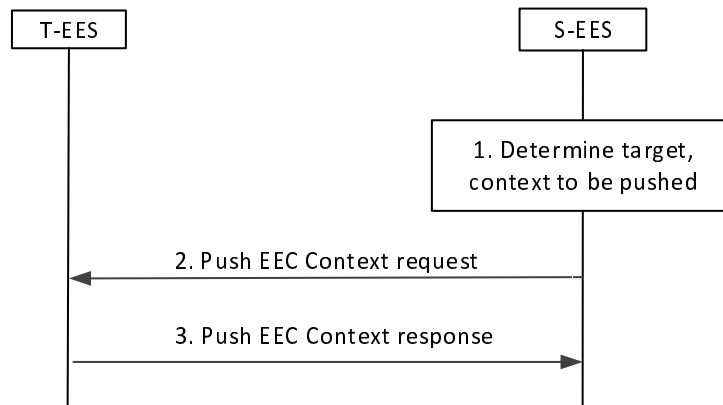 T-EES
S-EES
1. Determine target,
context to be pushed
2. Push EEC Context request
3. Push EEC Context response